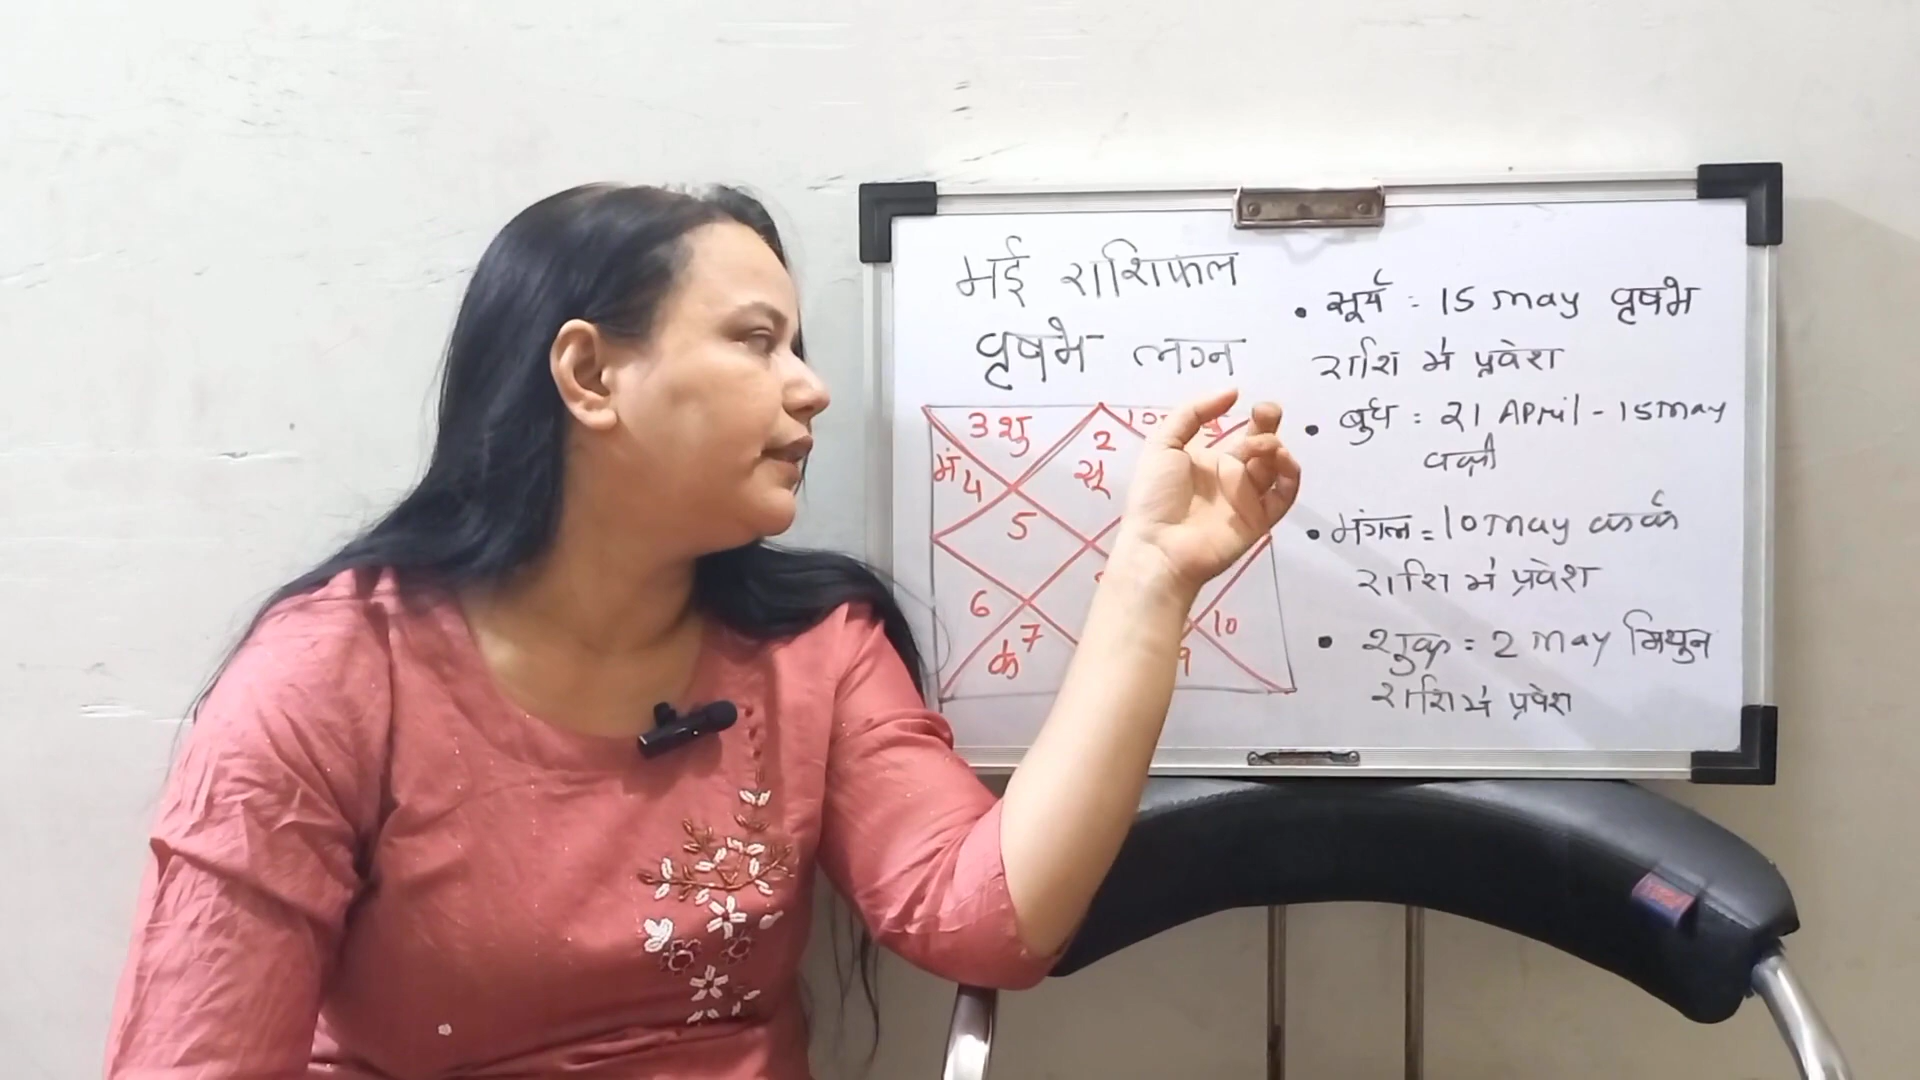 मई राशिफल
वृषभ लग्न
3 शु
2
सू
मं 4
5
6
7
के
10
9
• सूर्य : 15 may वृषभ
राशि में प्रवेश
• बुध : 21 April - 15 may
वक्री
• मंगल = 10 may कर्क
राशि में प्रवेश
• शुक्र = 2 may मिथुन
राशि में प्रवेश